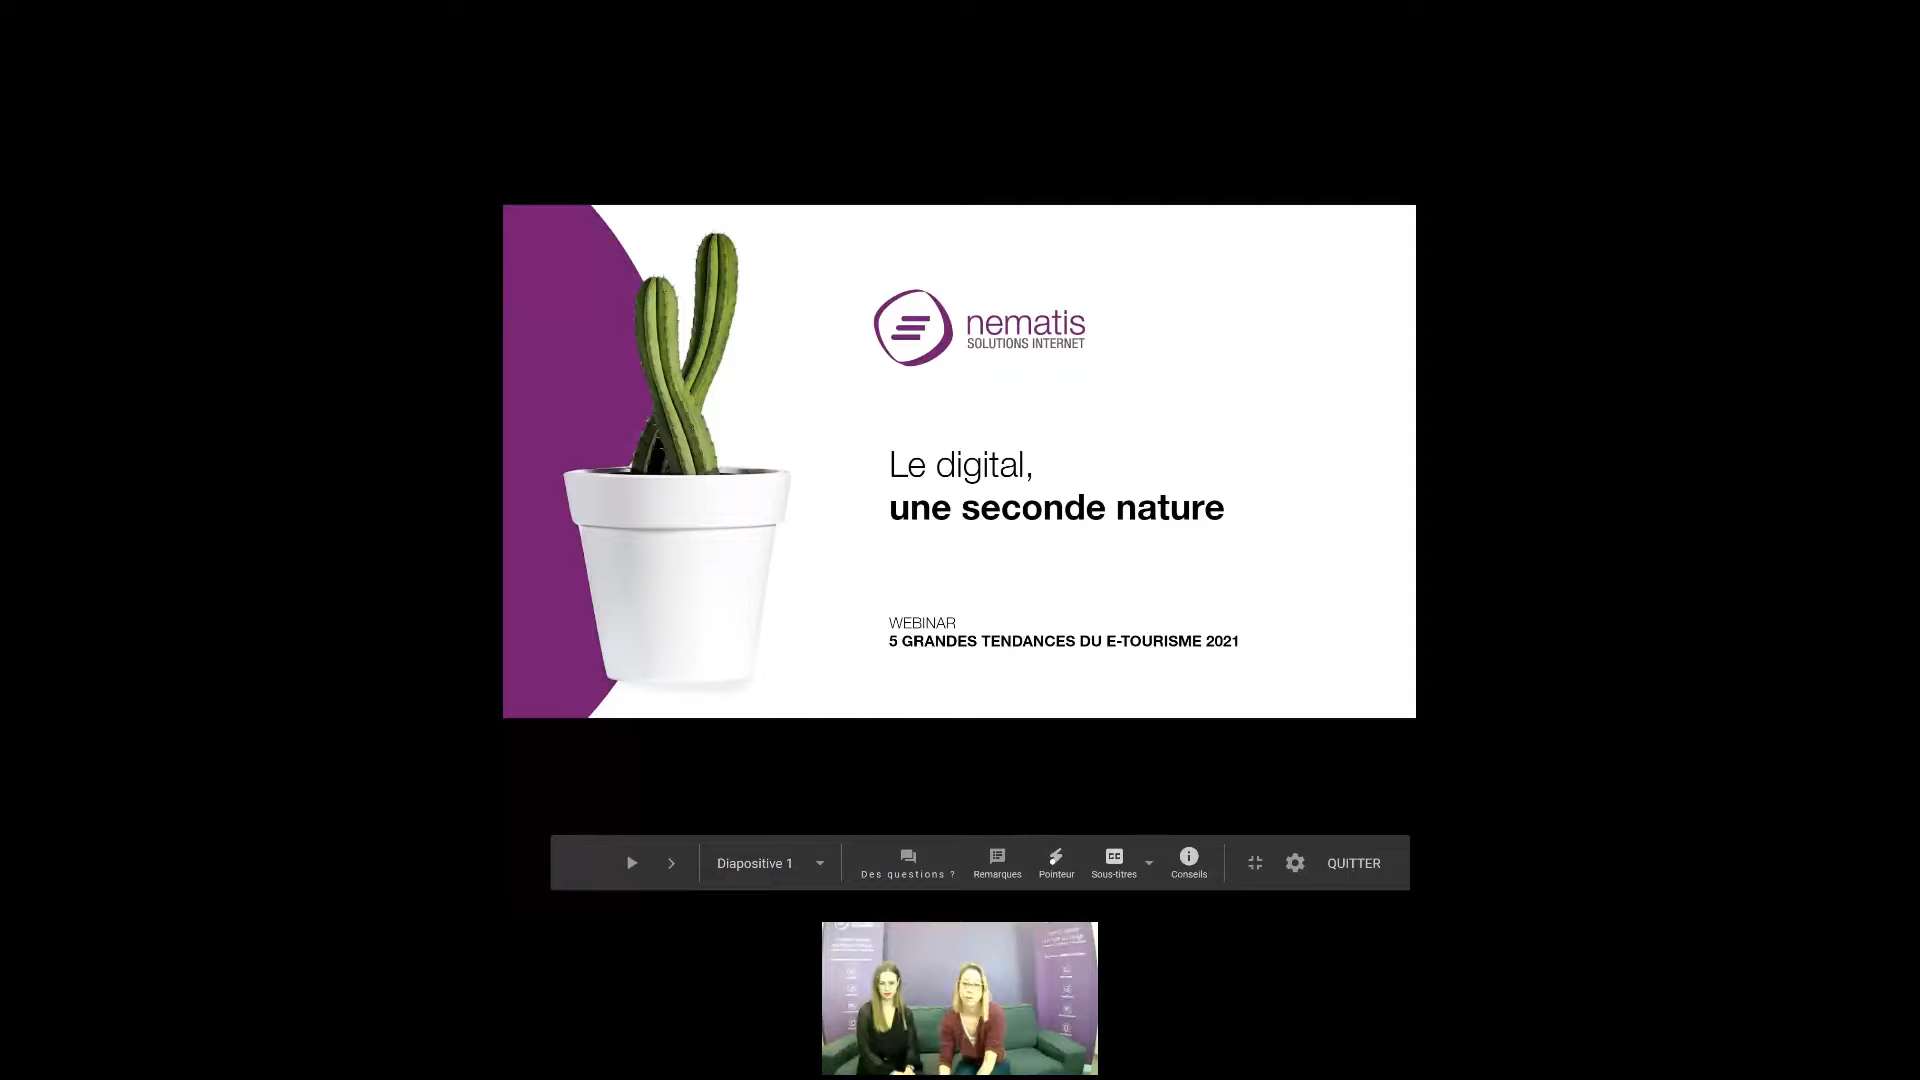 nematis
SOLUTIONS INTERNET
Le digital,
une seconde nature
WEBINAR
5 GRANDES TENDANCES DU E-TOURISME 2021
Diapositive 1
Des questions ?
Remarques
Pointeur
Sous-titres
Conseils
QUITTER